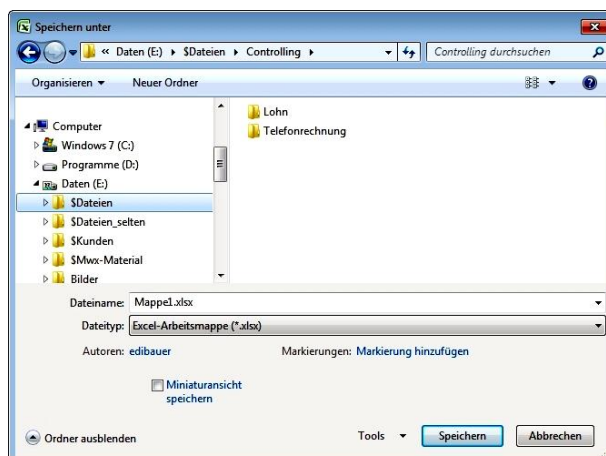 Speichern unter
« Daten (E:) ▸ $Dateien ▸ Controlling ▸
Controlling durchsuchen
Organisieren
Neuer Ordner
Computer
Windows 7 (C:)
Programme (D:)
Daten (E:)
$Dateien
$Dateien_selten
$Kunden
$Mwx-Material
Bilder
Lohn
Telefonrechnung
Dateiname: Mappe1.xlsx
Dateityp: Excel-Arbeitsmappe (*.xlsx)
Autoren: edibauer
Markierungen: Markierung hinzufügen
Miniaturansicht
speichern
Ordner ausblenden
Tools
Speichern
Abbrechen